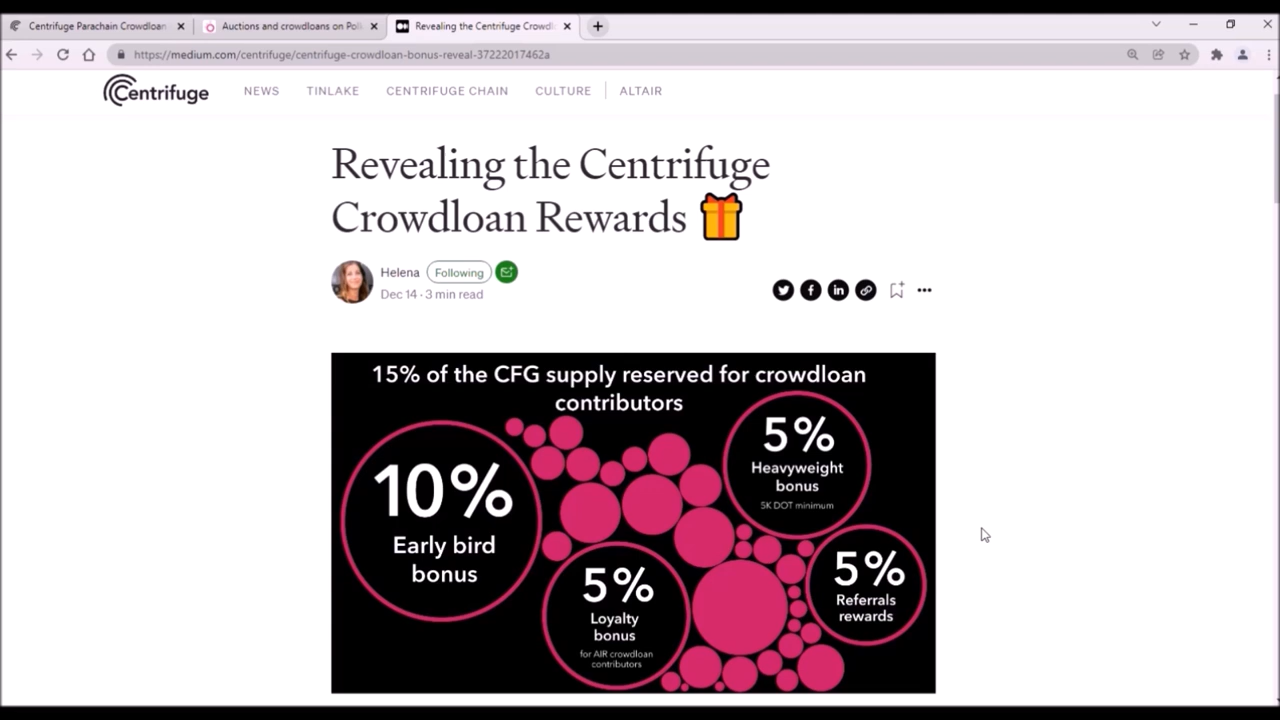 Centrifuge Parachain Crowdloan
Auctions and crowdloans on Pol
Revealing the Centrifuge Crowdl
https://medium.com/centrifuge/centrifuge-crowdloan-bonus-reveal-37222017462a
Centrifuge
NEWS
TINLAKE
CENTRIFUGE CHAIN
CULTURE
ALTAIR
Revealing the Centrifuge
Crowdloan Rewards
Helena
Following
Dec 14 · 3 min read
15% of the CFG supply reserved for crowdloan
contributors
10%
Early bird
bonus
5%
Loyalty
bonus
for AIR crowdloan
contributors
5%
Heavyweight
bonus
5K DOT minimum
5%
Referrals
rewards